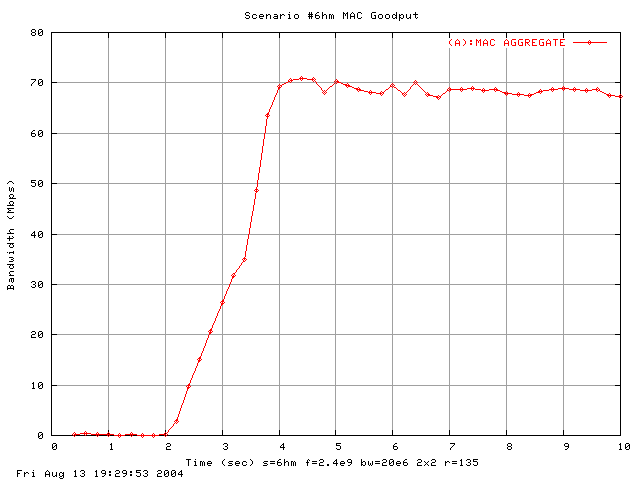 Scenario #6hm MAC Goodput
80
(A):MAC AGGREGATE
70
60
50
40
30
20
10
0
Bandwidth (Mbps)
0 1 2 3 4 5 6 7 8 9 10
Time (sec) s=6hm f=2.4e9 bw=20e6 2x2 r=135
Fri Aug 13 19:29:53 2004